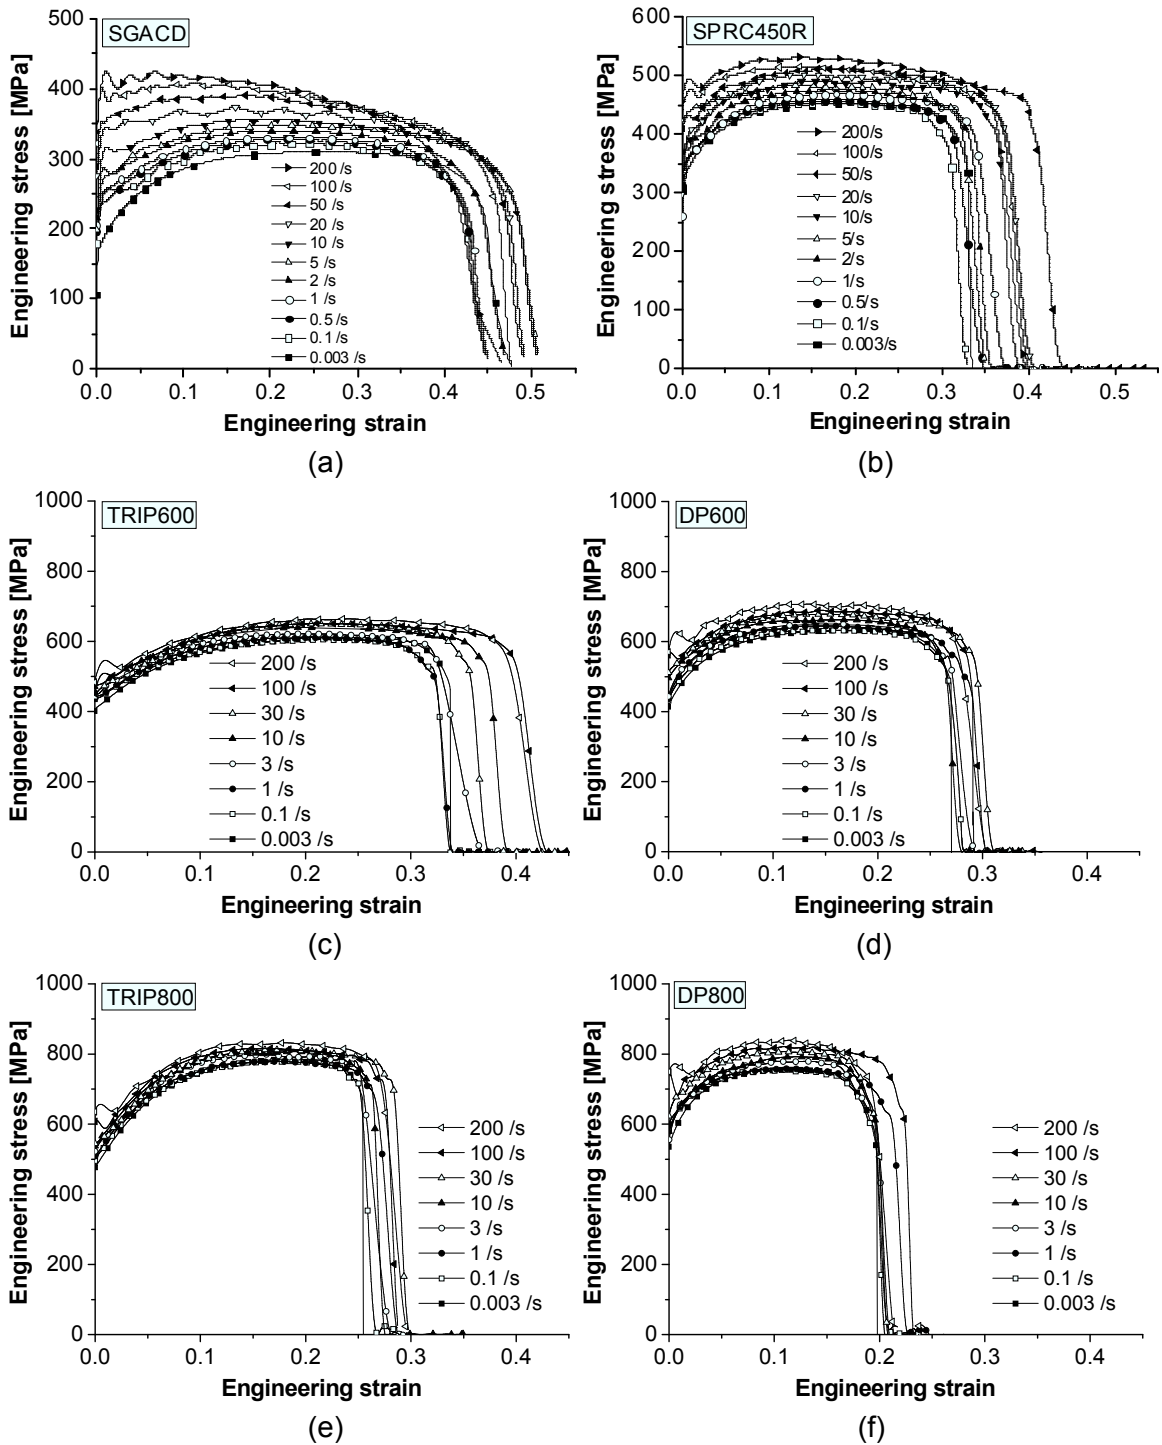 SGACD
Engineering stress [MPa]
500
400
300
200
100
0
200 /s
100 /s
50 /s
20 /s
10 /s
5 /s
2 /s
1 /s
0.5 /s
0.1 /s
0.003 /s
0.0 0.1 0.2 0.3 0.4 0.5
Engineering strain
(a)
SPRC450R
Engineering stress [MPa]
600
500
400
300
200
100
0
200/s
100/s
50/s
20/s
10/s
5/s
2/s
1/s
0.5/s
0.1/s
0.003/s
0.0 0.1 0.2 0.3 0.4 0.5
Engineering strain
(b)
TRIP600
Engineering stress [MPa]
1000
800
600
400
200
0
200 /s
100 /s
30 /s
10 /s
3 /s
1 /s
0.1 /s
0.003 /s
0.0 0.1 0.2 0.3 0.4
Engineering strain
(c)
DP600
Engineering stress [MPa]
1000
800
600
400
200
0
200 /s
100 /s
30 /s
10 /s
3 /s
1 /s
0.1 /s
0.003 /s
0.0 0.1 0.2 0.3 0.4
Engineering strain
(d)
TRIP800
Engineering stress [MPa]
1000
800
600
400
200
0
200 /s
100 /s
30 /s
10 /s
3 /s
1 /s
0.1 /s
0.003 /s
0.0 0.1 0.2 0.3 0.4
Engineering strain
(e)
DP800
Engineering stress [MPa]
1000
800
600
400
200
0
200 /s
100 /s
30 /s
10 /s
3 /s
1 /s
0.1 /s
0.003 /s
0.0 0.1 0.2 0.3 0.4
Engineering strain
(f)